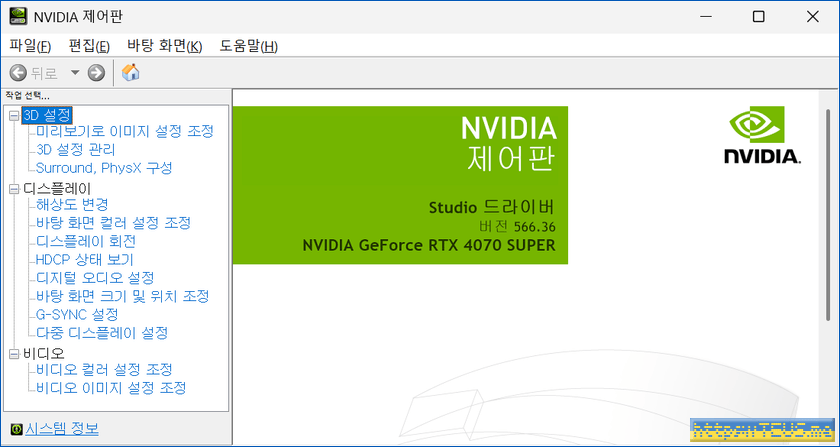 NVIDIA 제어판
파일(F) 편집(E) 바탕 화면(K) 도움말(H)
뒤로
작업 선택...
3D 설정
미리보기로 이미지 설정 조정
3D 설정 관리
Surround, PhysX 구성
디스플레이
해상도 변경
바탕 화면 컬러 설정 조정
디스플레이 회전
HDCP 상태 보기
디지털 오디오 설정
바탕 화면 크기 및 위치 조정
G-SYNC 설정
다중 디스플레이 설정
비디오
비디오 컬러 설정 조정
비디오 이미지 설정 조정
시스템 정보
NVIDIA
제어판
Studio 드라이버
버전 566.36
NVIDIA GeForce RTX 4070 SUPER
NVIDIA.